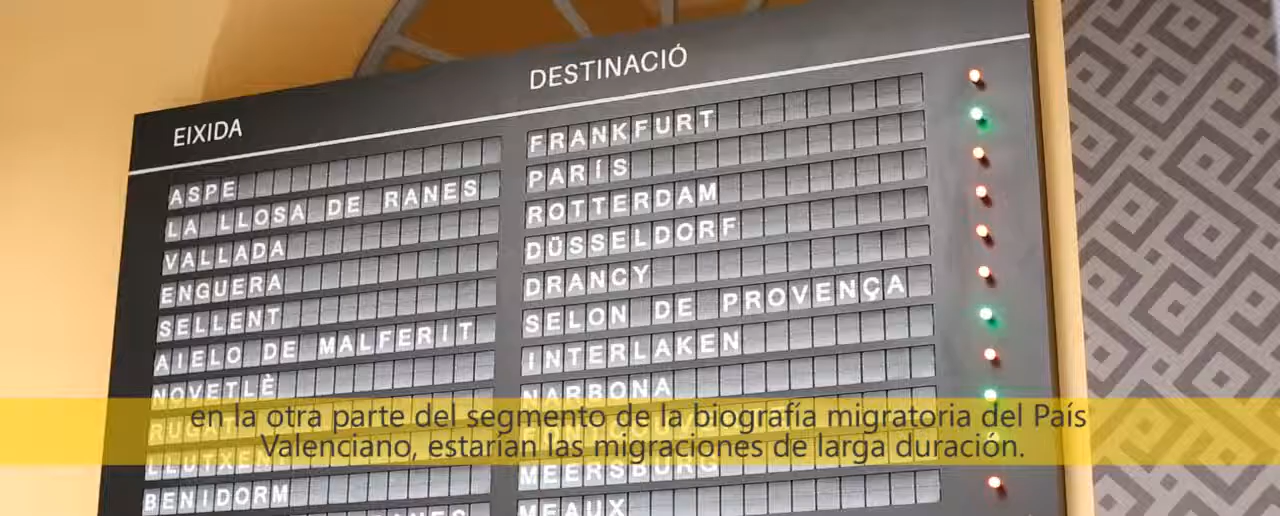 EIXIDA DESTINACIÓ
ASPE FRANKFURT
LA LLOSA DE RANES PARÍS
VALLADA ROTTERDAM
ENGUERA DÜSSELDORF
SELLENT DRANCY
AIELO DE MALFERIT SELON DE PROVENÇA
NOVETLÈ INTERLAKEN
RUGAT NARBONA
BENIDORM MEERSBURG
MEAUX
en la otra parte del segmento de la biografía migratoria del País
Valenciano, estarían las migraciones de larga duración.